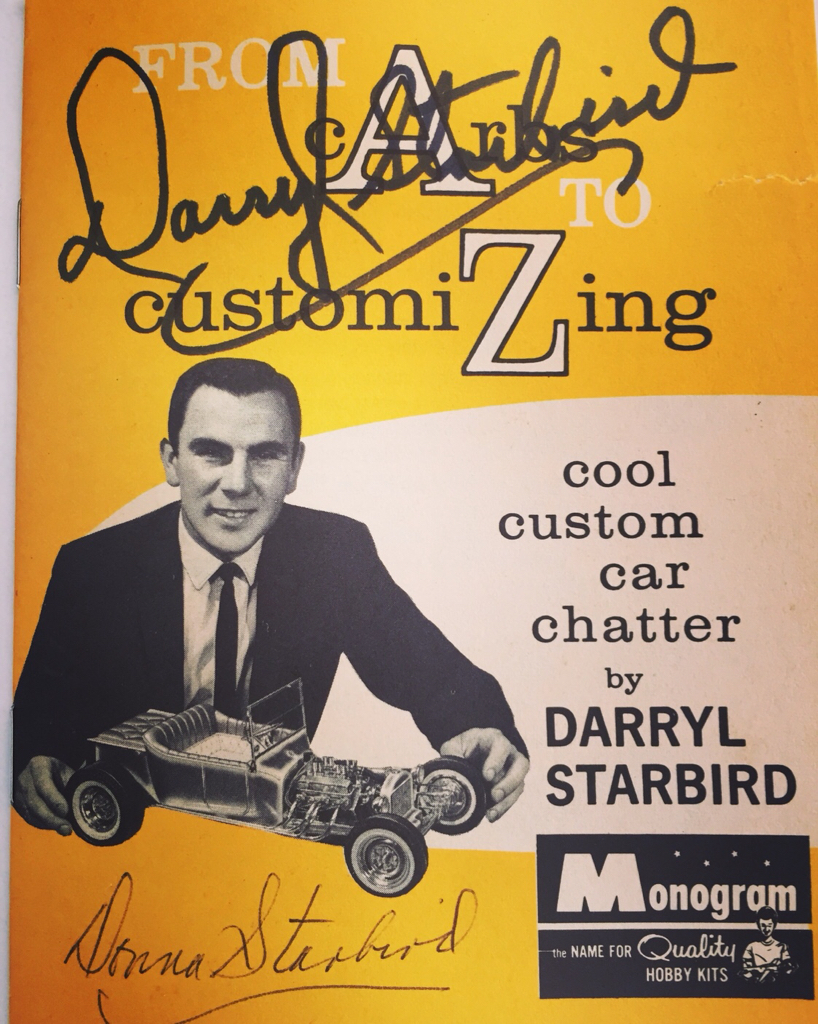 FROM
cArbs
TO
customiZing
Darryl Starbird
cool
custom
car
chatter
by
DARRYL
STARBIRD
Monogram
the NAME FOR Quality
HOBBY KITS
Donna Starbird